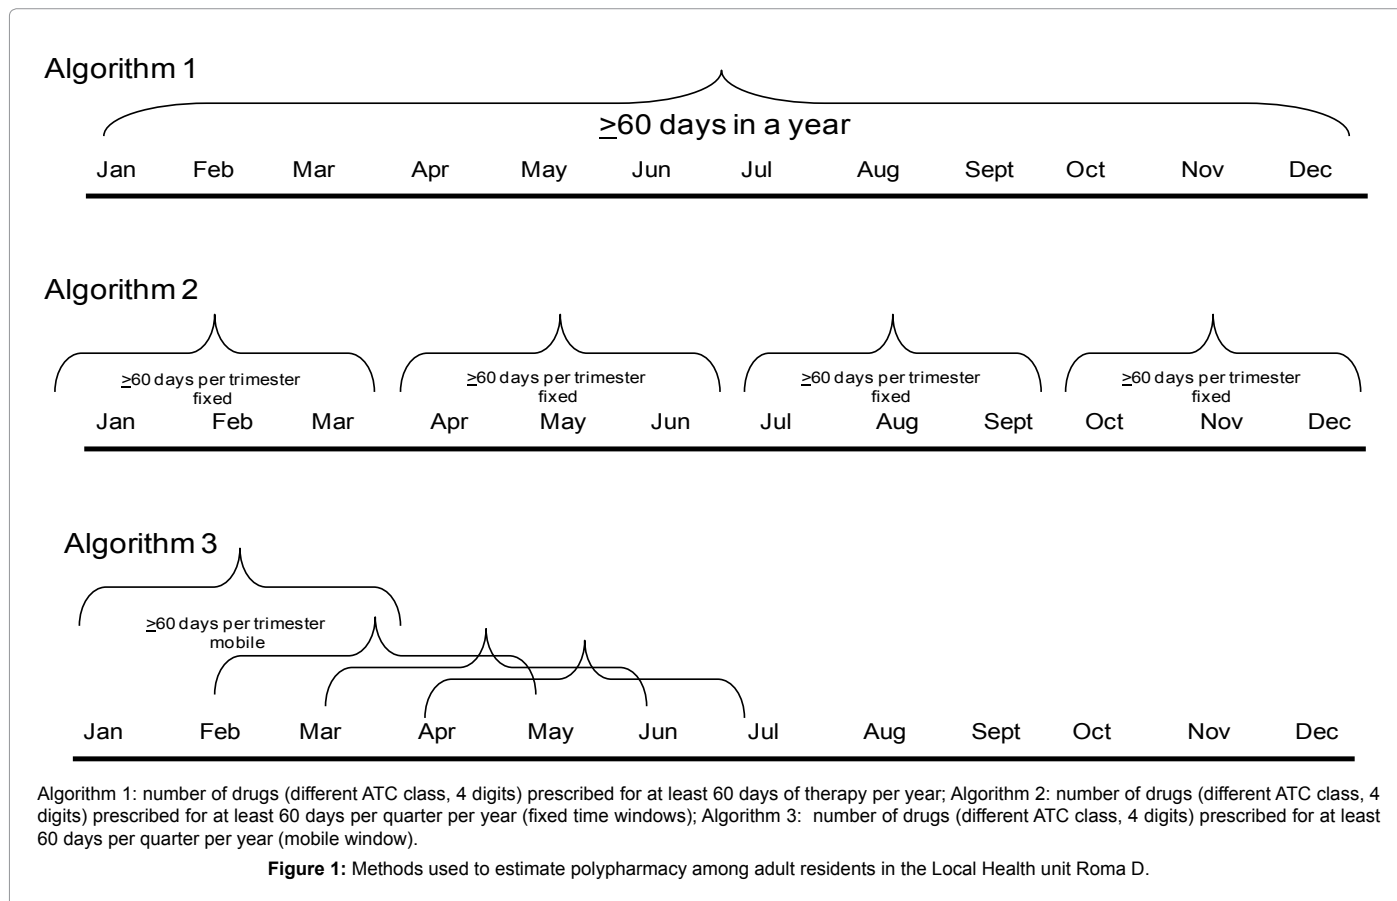 Algorithm 1
≥60 days in a year
Jan Feb Mar Apr May Jun Jul Aug Sept Oct Nov Dec
Algorithm 2
≥60 days per trimester fixed
≥60 days per trimester fixed
≥60 days per trimester fixed
≥60 days per trimester fixed
Jan Feb Mar Apr May Jun Jul Aug Sept Oct Nov Dec
Algorithm 3
≥60 days per trimester
mobile
Jan Feb Mar Apr May Jun Jul Aug Sept Oct Nov Dec
Algorithm 1: number of drugs (different ATC class, 4 digits) prescribed for at least 60 days of therapy per year; Algorithm 2: number of drugs (different ATC class, 4
digits) prescribed for at least 60 days per quarter per year (fixed time windows); Algorithm 3: number of drugs (different ATC class, 4 digits) prescribed for at least
60 days per quarter per year (mobile window).
Figure 1: Methods used to estimate polypharmacy among adult residents in the Local Health unit Roma D.